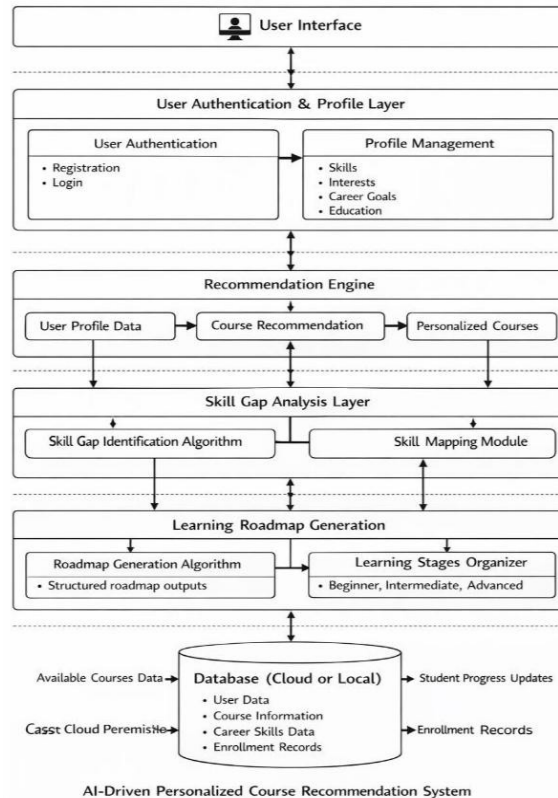 User Interface
User Authentication & Profile Layer
User Authentication
• Registration
• Login
Profile Management
• Skills
• Interests
• Career Goals
• Education
Recommendation Engine
User Profile Data
Course Recommendation
Personalized Courses
Skill Gap Analysis Layer
Skill Gap Identification Algorithm
Skill Mapping Module
Learning Roadmap Generation
Roadmap Generation Algorithm
• Structured roadmap outputs
Learning Stages Organizer
• Beginner, Intermediate, Advanced
Database (Cloud or Local)
• User Data
• Course Information
• Career Skills Data
• Enrollment Records
Available Courses Data
Cloud
Student Progress Updates
Enrollment Records
AI-Driven Personalized Course Recommendation System